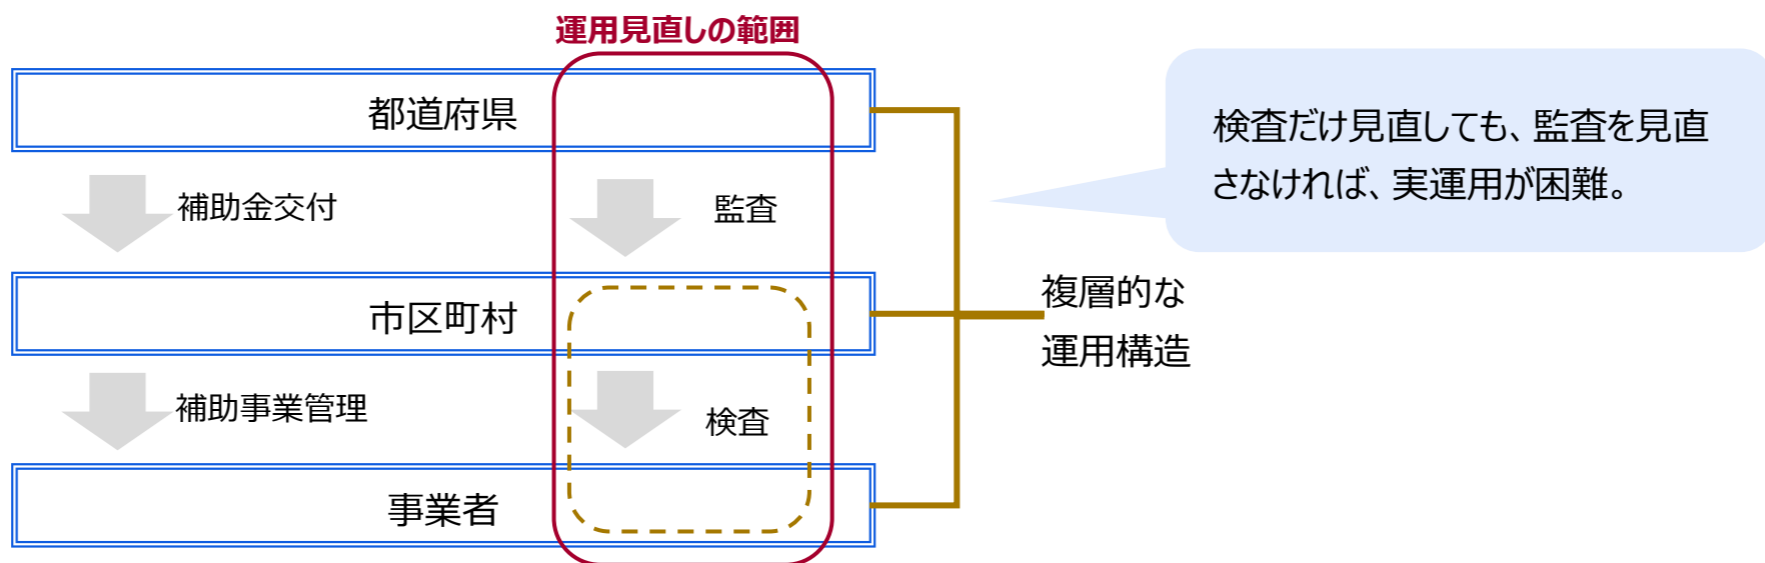 運用見直しの範囲
都道府県
補助金交付
監査
市区町村
補助事業管理
検査
事業者
検査だけ見直しても、監査を見直
さなければ、実運用が困難。
複層的な
運用構造